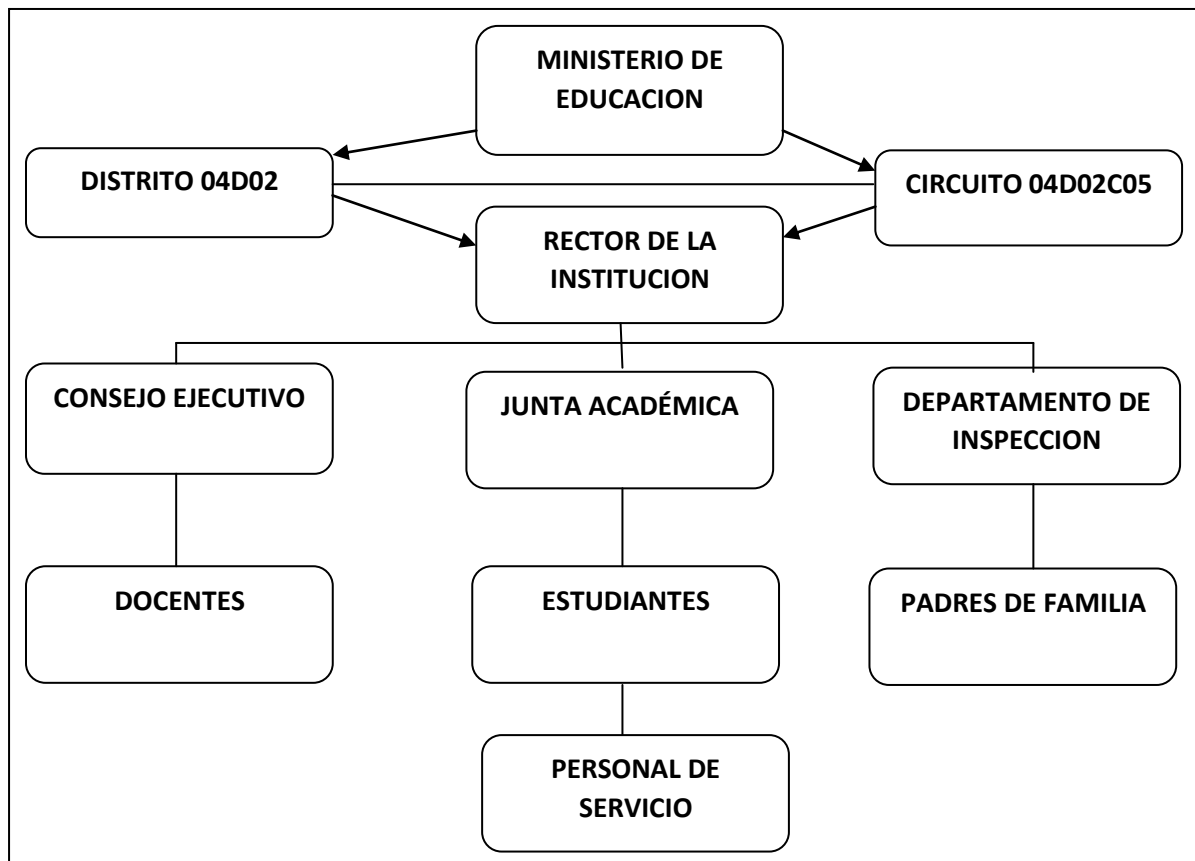 MINISTERIO DE
EDUCACION
DISTRITO 04D02
CIRCUITO 04D02C05
RECTOR DE LA
INSTITUCION
CONSEJO EJECUTIVO
JUNTA ACADÉMICA
DEPARTAMENTO DE
INSPECCION
DOCENTES
ESTUDIANTES
PADRES DE FAMILIA
PERSONAL DE
SERVICIO